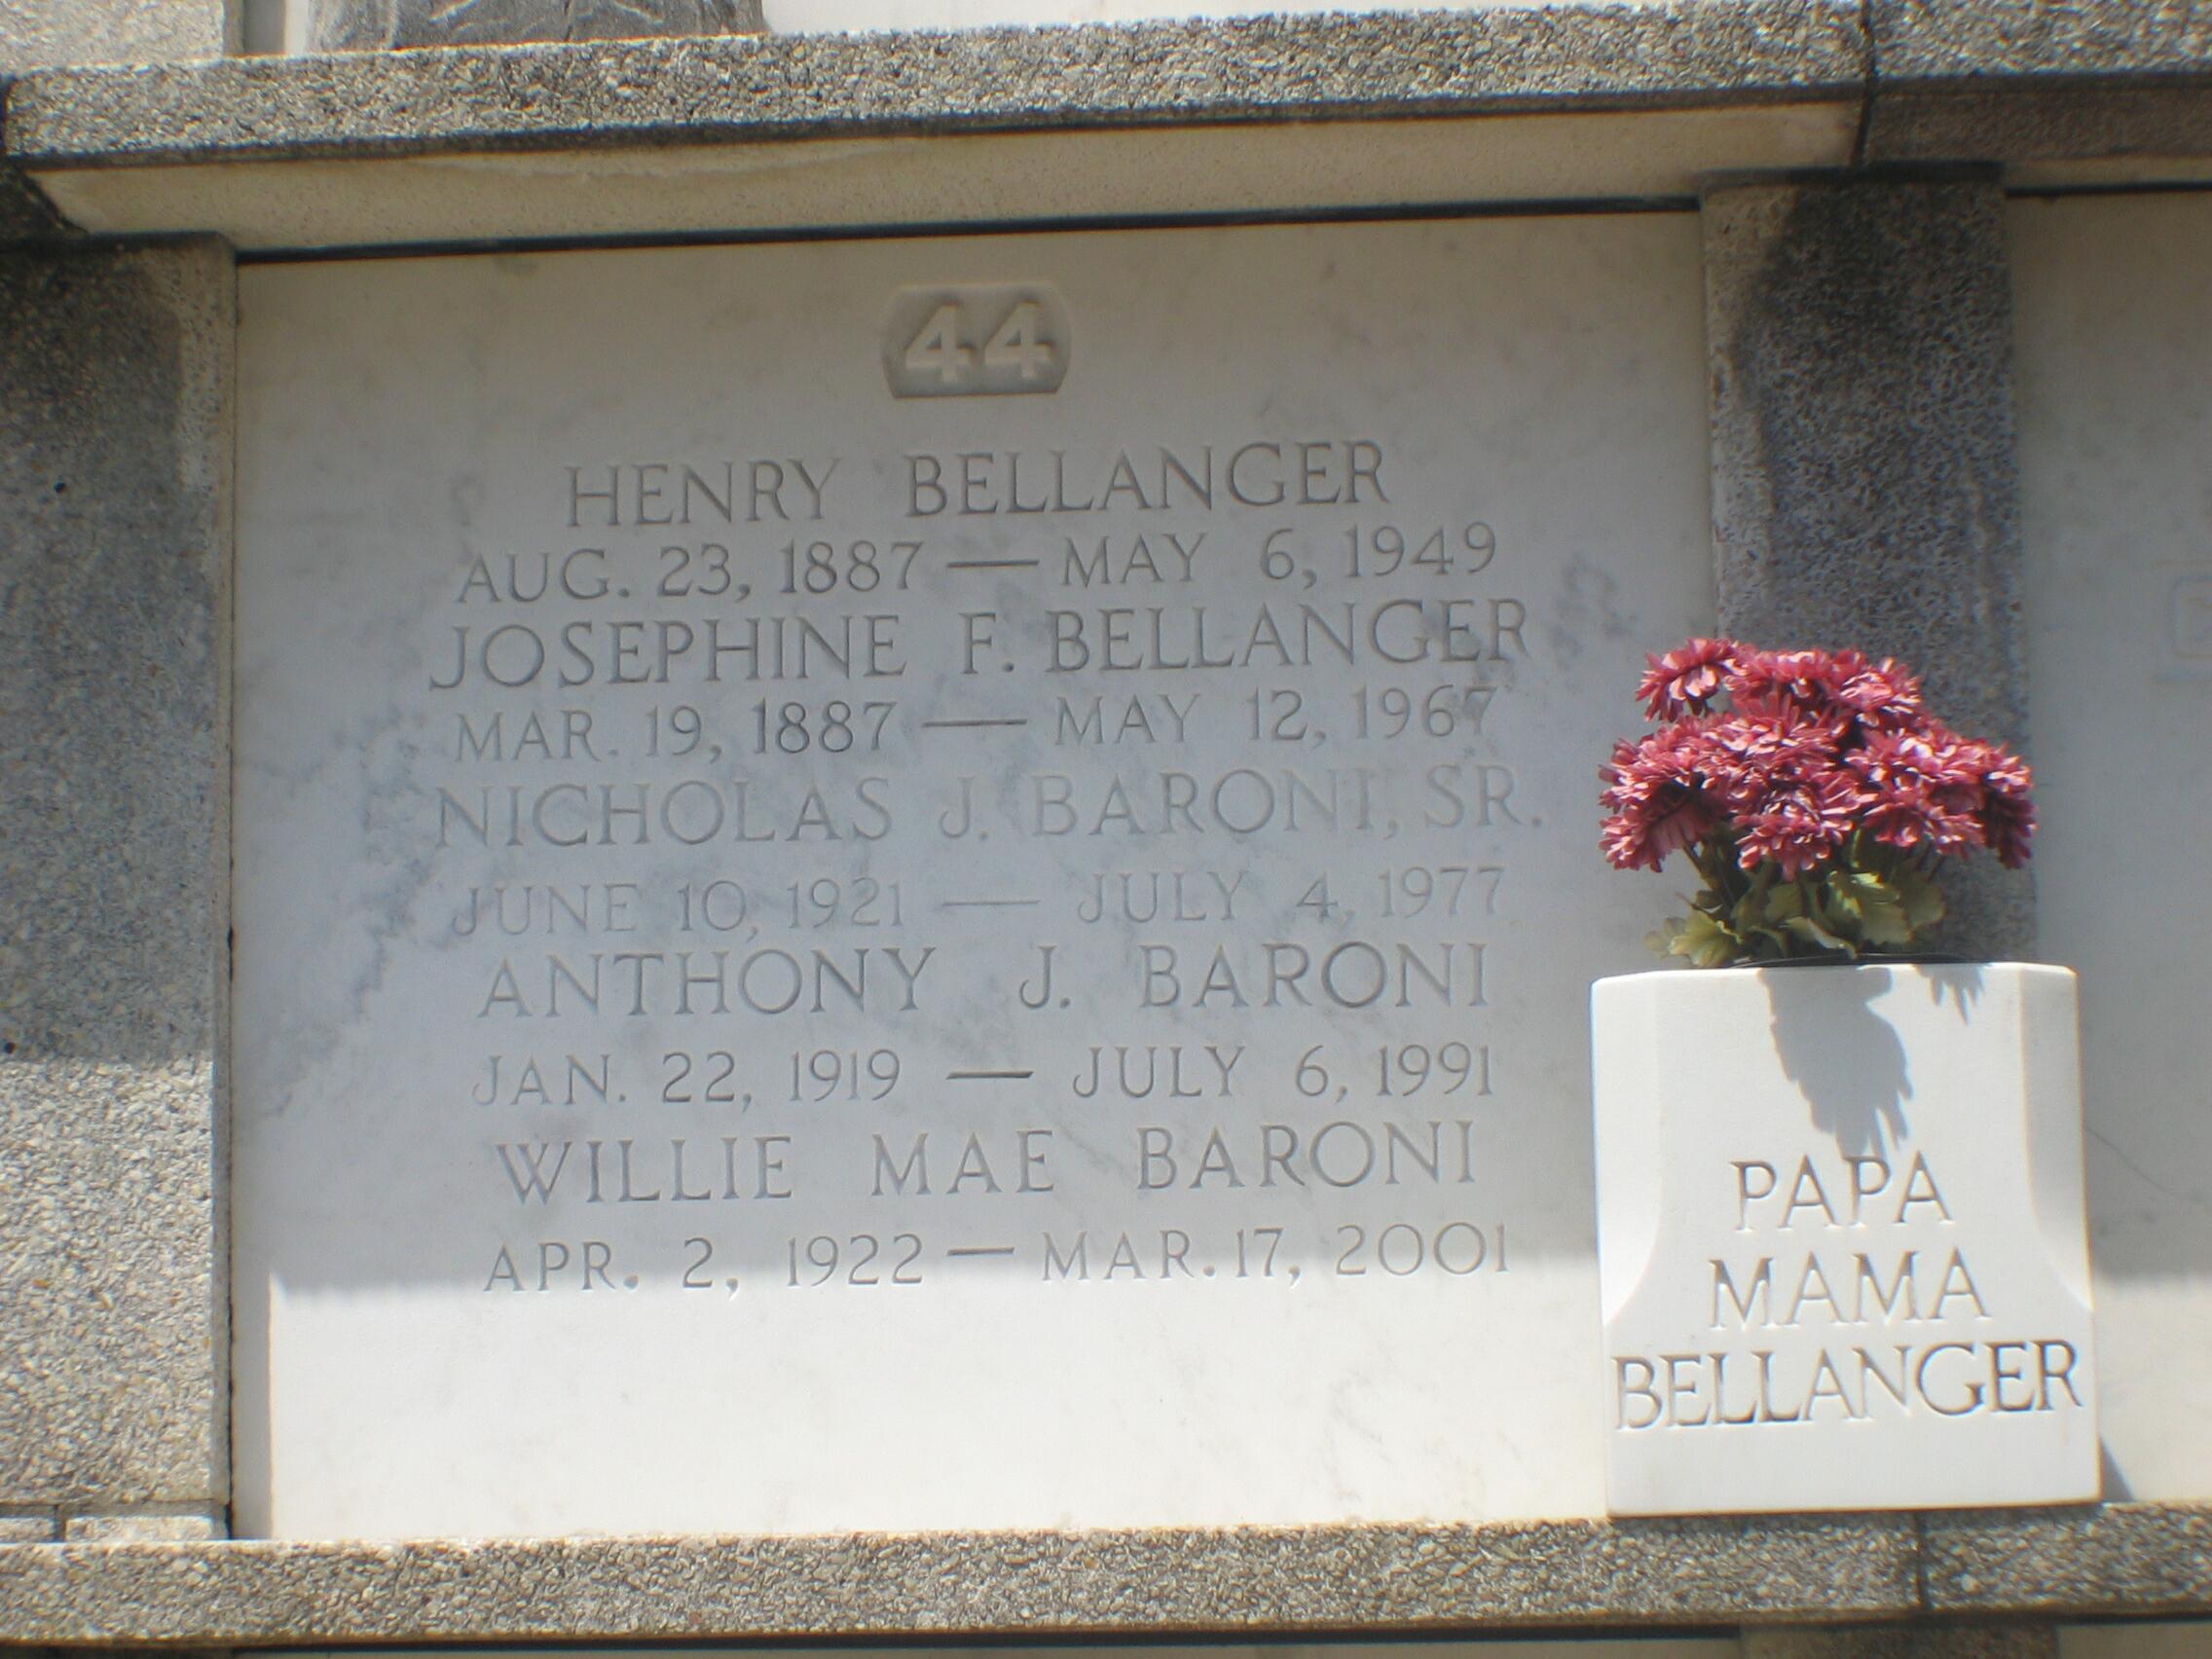 44
HENRY BELLANGER
AUG. 23, 1887 — MAY 6, 1949
JOSEPHINE F. BELLANGER
MAR. 19, 1887 — MAY 12, 1967
NICHOLAS J. BARONI, SR.
JUNE 10, 1921 — JULY 4, 1977
ANTHONY J. BARONI
JAN. 22, 1919 — JULY 6, 1991
WILLIE MAE BARONI
APR. 2, 1922 — MAR. 17, 2001
PAPA
MAMA
BELLANGER